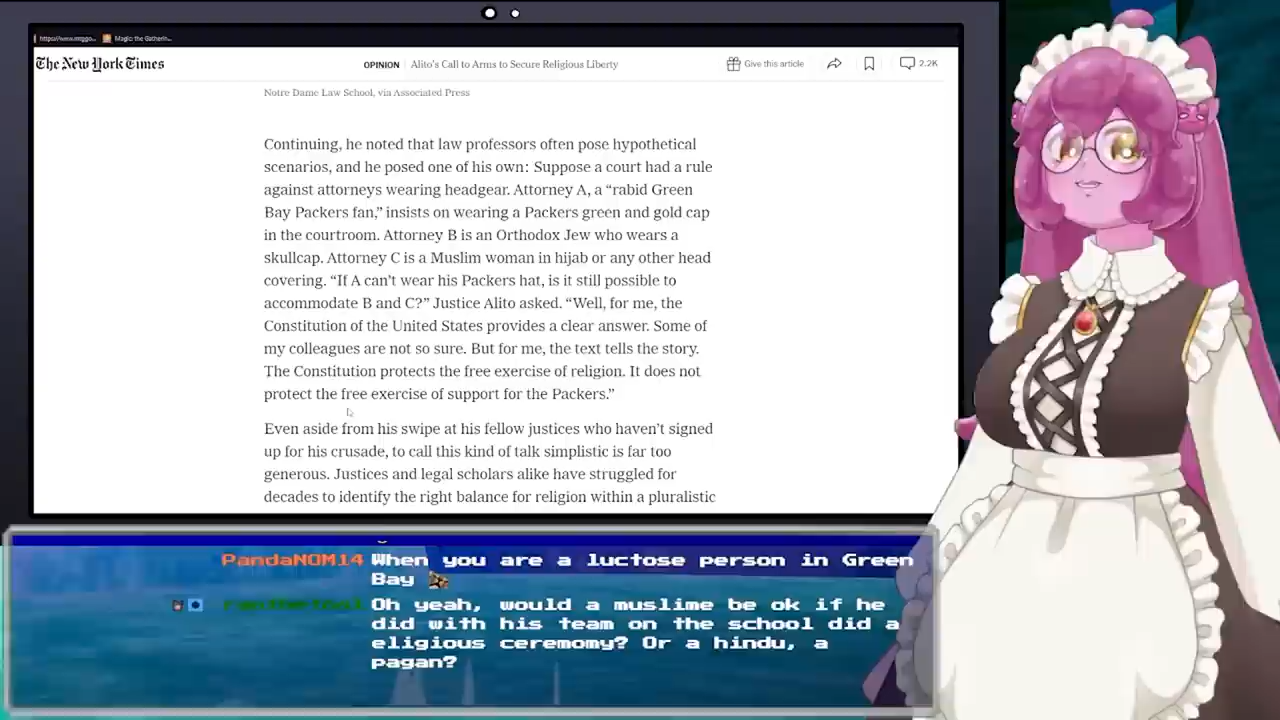 https://www.mtggo...
Magic: the Gatherin...
The New York Times
OPINION
Alito's Call to Arms to Secure Religious Liberty
Give this article
2.2K
Notre Dame Law School, via Associated Press
Continuing, he noted that law professors often pose hypothetical
scenarios, and he posed one of his own: Suppose a court had a rule
against attorneys wearing headgear. Attorney A, a “rabid Green
Bay Packers fan,” insists on wearing a Packers green and gold cap
in the courtroom. Attorney B is an Orthodox Jew who wears a
skullcap. Attorney C is a Muslim woman in hijab or any other head
covering. “If A can’t wear his Packers hat, is it still possible to
accommodate B and C?” Justice Alito asked. “Well, for me, the
Constitution of the United States provides a clear answer. Some of
my colleagues are not so sure. But for me, the text tells the story.
The Constitution protects the free exercise of religion. It does not
protect the free exercise of support for the Packers.”
Even aside from his swipe at his fellow justices who haven’t signed
up for his crusade, to call this kind of talk simplistic is far too
generous. Justices and legal scholars alike have struggled for
decades to identify the right balance for religion within a pluralistic
PandaNOM14 When you are a luctose person in Green
Bay
Oh yeah, would a muslime be ok if he
did with his team on the school did a
eligious ceremomy? Or a hindu, a
pagan?